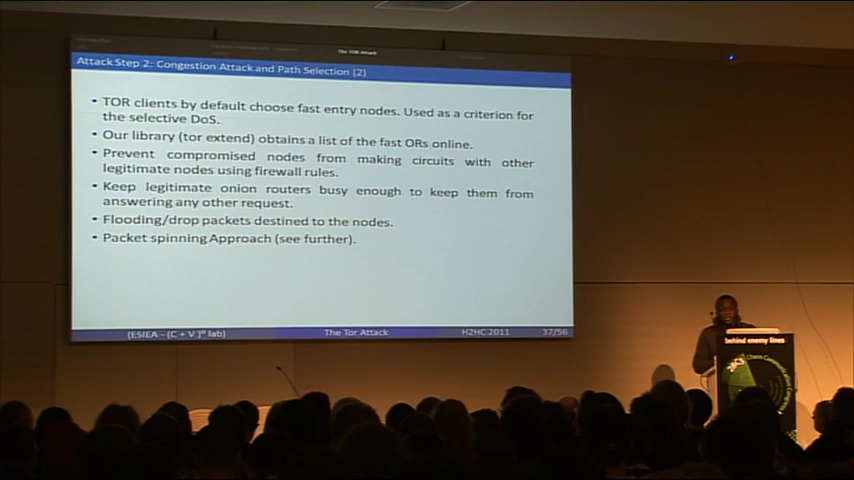 The TOR Attack
Attack Step 2: Congestion Attack and Path Selection (2)
• TOR clients by default choose fast entry nodes. Used as a criterion for
the selective DoS.
• Our library (tor extend) obtains a list of the fast ORs online.
• Prevent compromised nodes from making circuits with other
legitimate nodes using firewall rules.
• Keep legitimate onion routers busy enough to keep them from
answering any other request.
• Flooding/drop packets destined to the nodes.
• Packet spinning Approach (see further).
(ESIEA - (C + V)ᴼ lab) The Tor Attack H2HC 2011 37/56
behind enemy lines